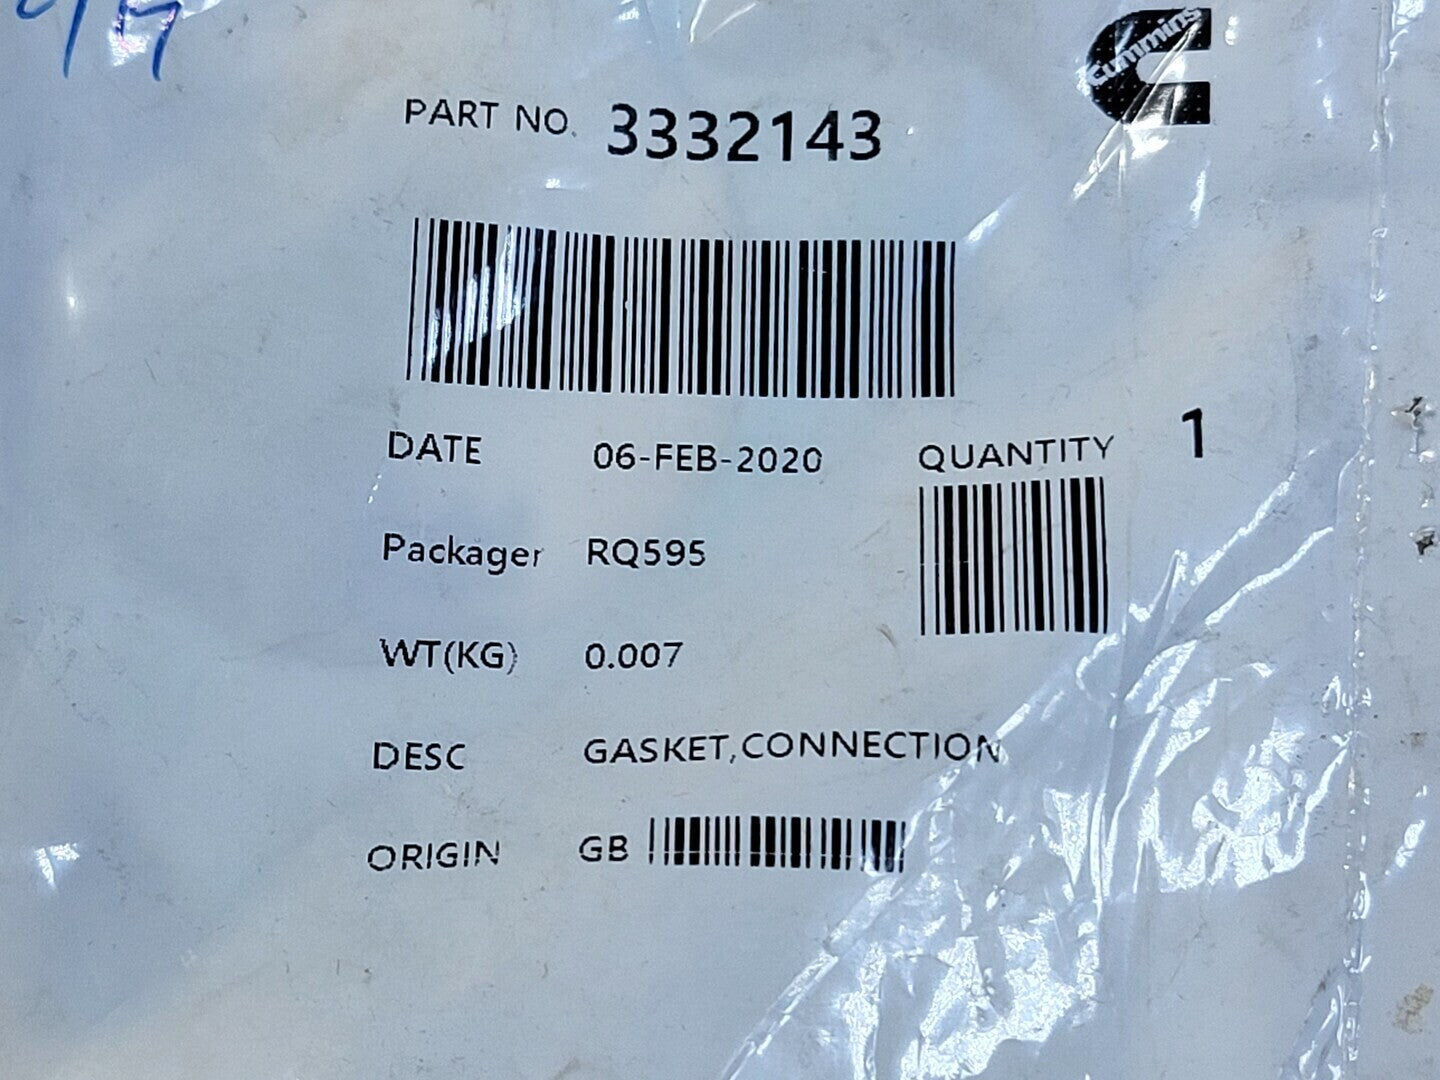 Cummins
PART NO. 3332143
DATE 06-FEB-2020 QUANTITY 1
Packager RQ595
WT(KG) 0.007
DESC GASKET,CONNECTION
ORIGIN GB